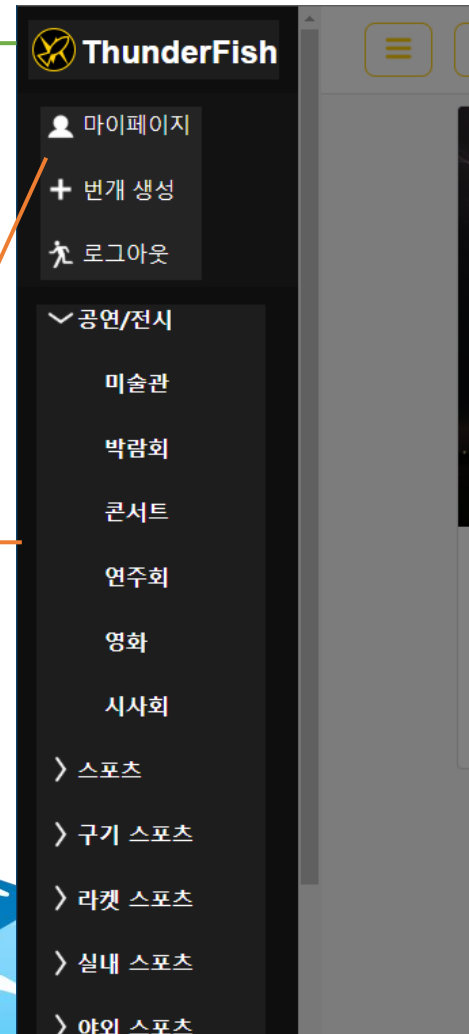 ThunderFish
마이페이지
번개 생성
로그아웃
공연/전시
미술관
박람회
콘서트
연주회
영화
시사회
스포츠
구기 스포츠
라켓 스포츠
실내 스포츠
야외 스포츠